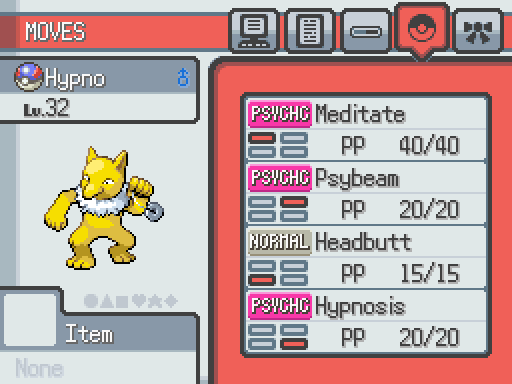 MOVES
Hypno ♂
Lv.32
PSYCHC Meditate
PP 40/40
PSYCHC Psybeam
PP 20/20
NORMAL Headbutt
PP 15/15
PSYCHC Hypnosis
PP 20/20
Item
None